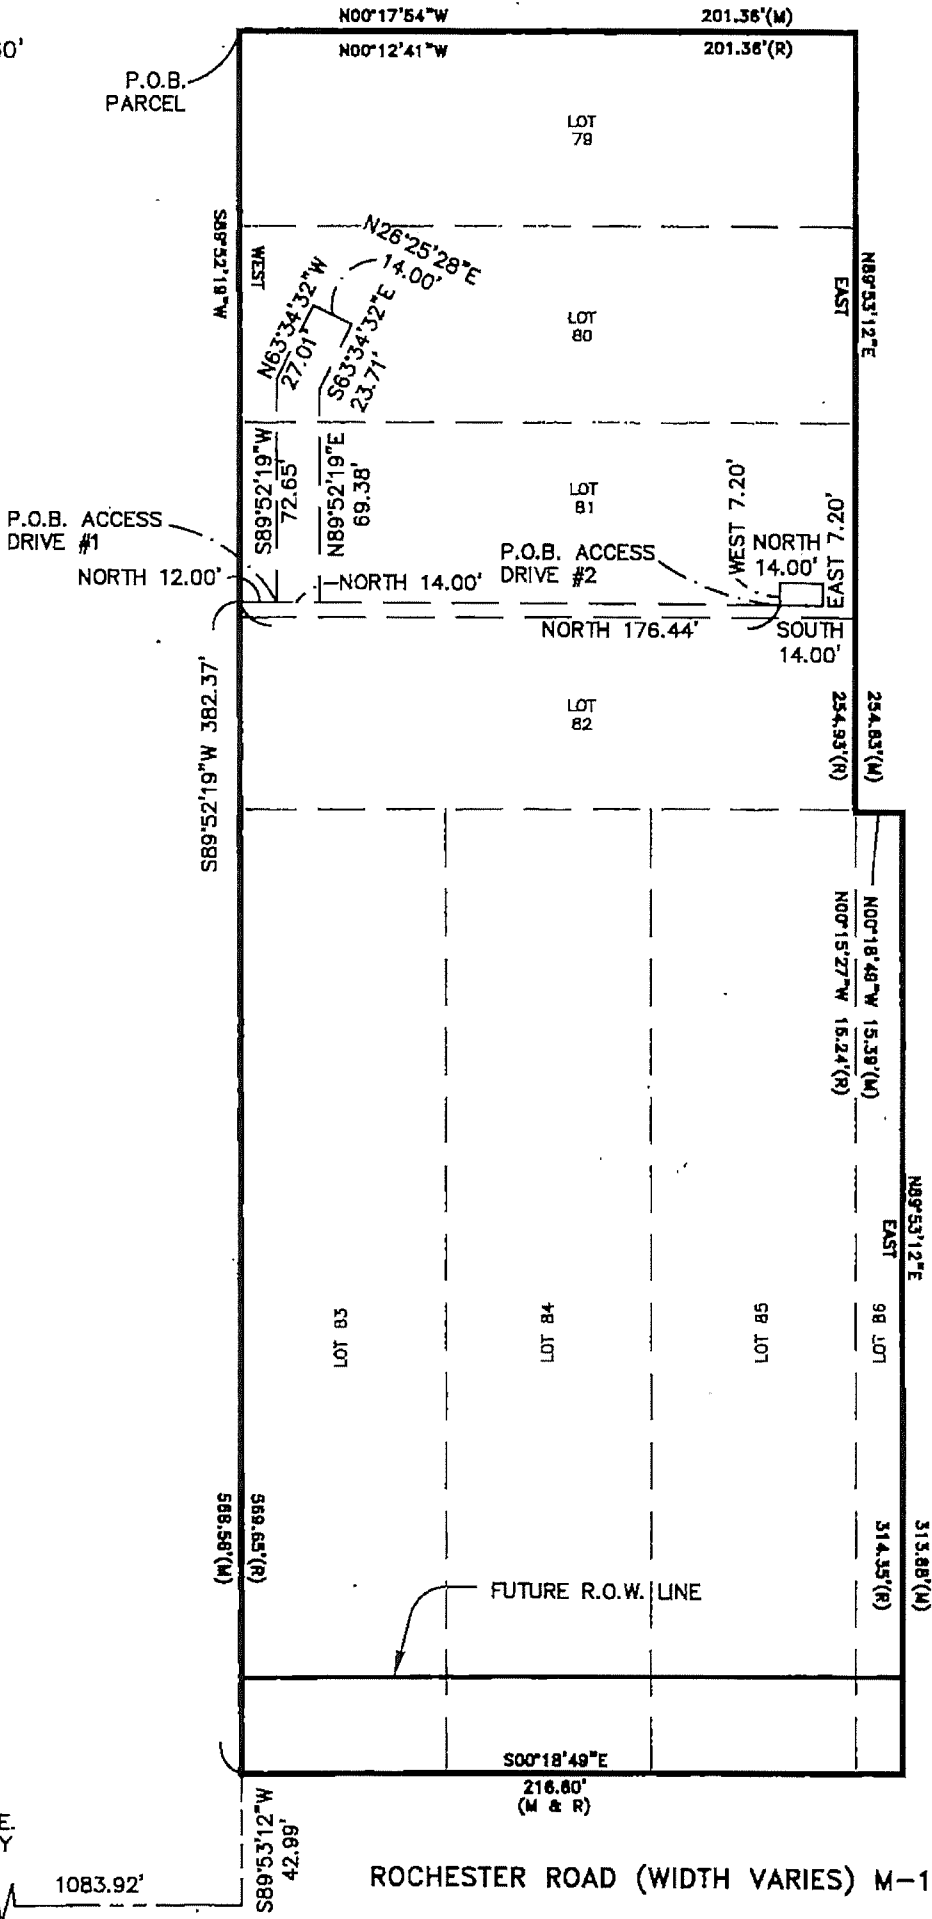 N00°17'54"W
201.36'(M)
N00°12'41"W
201.36'(R)
P.O.B.
PARCEL
LOT
79
S89°52'19"W
WEST
N26°25'28"E
14.00'
N63°34'32"W
27.01'
S63°34'32"E
23.71'
LOT
80
N89°53'12"E
EAST
S89°52'19"W
72.65'
N89°52'19"E
69.38'
LOT
81
P.O.B. ACCESS
DRIVE #1
NORTH 12.00'
NORTH 14.00'
P.O.B. ACCESS
DRIVE #2
WEST 7.20'
NORTH
14.00'
EAST 7.20'
NORTH 176.44'
SOUTH
14.00'
S89°52'19"W 382.37'
LOT
82
254.83'(M)
254.93'(R)
N00°18'48"W 15.39'(M)
N00°15'27"W 15.24'(R)
N89°53'12"E
EAST
LOT 83
LOT 84
LOT 85
LOT
569.65'(R)
568.58'(M)
313.88'(M)
314.35'(R)
FUTURE R.O.W. LINE
S00°18'49"E
216.60'
(M & R)
E.
Y
S89°53'12"W
42.99'
1083.92'
ROCHESTER ROAD (WIDTH VARIES) M-1